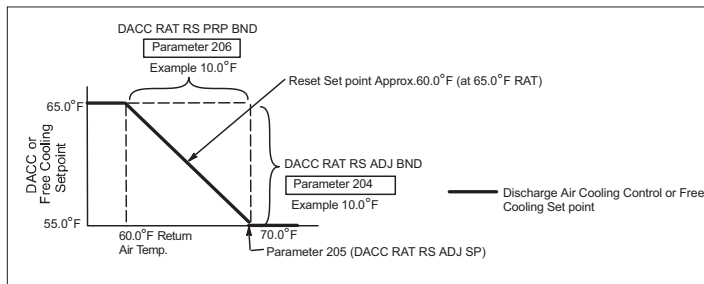 DACC RAT RS PRP BND
Parameter 206
Example 10.0°F
Reset Set point Approx.60.0°F (at 65.0°F RAT)
65.0°F
DACC or
Free Cooling
Setpoint
DACC RAT RS ADJ BND
Parameter 204
Example 10.0°F
Discharge Air Cooling Control or Free
Cooling Set point
55.0°F
60.0°F Return
Air Temp.
70.0°F
Parameter 205 (DACC RAT RS ADJ SP)